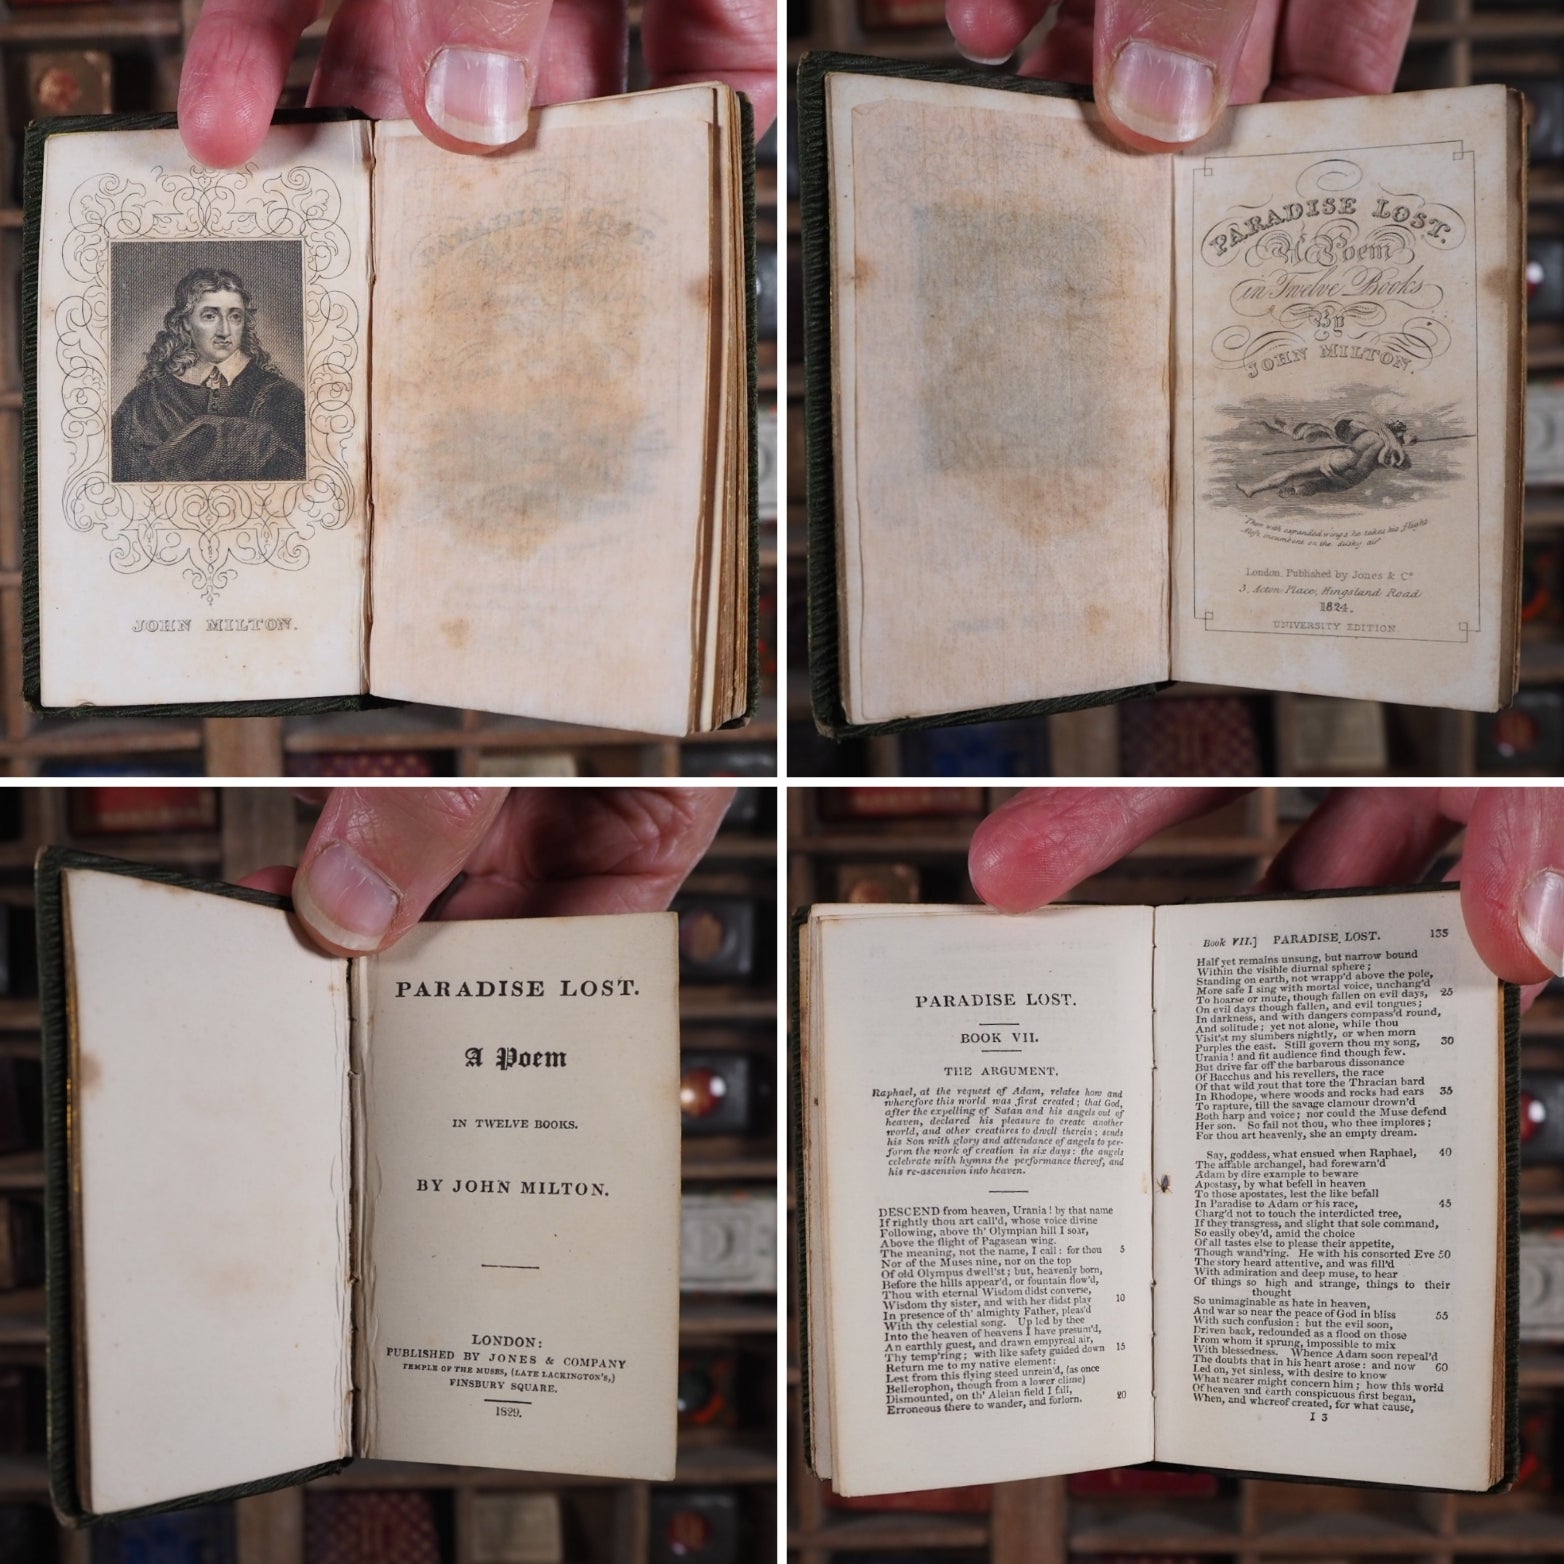 JOHN MILTON.
PARADISE LOST.
A Poem
in Twelve Books
By
JOHN MILTON.
"Then with expanded wings he takes his flight
Aloft, incumbent on the dusky air"
London. Published by Jones & Co
3, Acton Place, Kingsland Road
1824.
UNIVERSITY EDITION
PARADISE LOST.
A Poem
IN TWELVE BOOKS.
BY JOHN MILTON.
LONDON:
PUBLISHED BY JONES & COMPANY
TEMPLE OF THE MUSES, (LATE LACKINGTON'S,)
FINSBURY SQUARE.
1829.
PARADISE LOST.
BOOK VII.
THE ARGUMENT.
Raphael, at the request of Adam, relates how and
wherefore this world was first created; that God,
after the expelling of Satan and his angels out of
heaven, declared his pleasure to create another
world, and other creatures to dwell therein; sends
his Son with glory and attendance of angels to per-
form the work of creation in six days: the angels
celebrate with hymns the performance thereof, and
his re-ascension into heaven.
DESCEND from heaven, Urania! by that name
If rightly thou art call'd, whose voice divine
Following, above th' Olympian hill I soar,
Above the flight of Pagasean wing.
The meaning, not the name, I call: for thou 5
Nor of the Muses nine, nor on the top
Of old Olympus dwell'st; but, heavenly born,
Before the hills appear'd, or fountain flow'd,
Thou with eternal Wisdom didst converse,
Wisdom thy sister, and with her didst play 10
In presence of th' almighty Father, pleas'd
With thy celestial song. Up led by thee
Into the heaven of heavens I have presum'd,
An earthly guest, and drawn empyreal air,
Thy temp'ring; with like safety guided down 15
Return me to my native element:
Lest from this flying steed unrein'd, (as once
Bellerophon, though from a lower clime)
Dismounted, on th' Aleian field I fall,
Erroneous there to wander, and forlorn. 20
Book VII.] PARADISE LOST. 135
Half yet remains unsung, but narrow bound
Within the visible diurnal sphere;
Standing on earth, not wrapp'd above the pole,
More safe I sing with mortal voice, unchang'd
To hoarse or mute, though fallen on evil days, 25
On evil days though fallen, and evil tongues;
In darkness, and with dangers compass'd round,
And solitude; yet not alone, while thou
Visit'st my slumbers nightly, or when morn
Purples the east. Still govern thou my song, 30
Urania! and fit audience find though few.
But drive far off the barbarous dissonance
Of Bacchus and his revellers, the race
Of that wild rout that tore the Thracian bard
In Rhodope, where woods and rocks had ears 35
To rapture, till the savage clamour drown'd
Both harp and voice; nor could the Muse defend
Her son. So fail not thou, who thee implores;
For thou art heavenly, she an empty dream.
Say, goddess, what ensued when Raphael, 40
The affable archangel, had forewarn'd
Adam by dire example to beware
Apostasy, by what befell in heaven
To those apostates, lest the like befall
In Paradise to Adam or his race, 45
Charg'd not to touch the interdicted tree,
If they transgress, and slight that sole command,
So easily obey'd, amid the choice
Of all tastes else to please their appetite,
Though wand'ring. He with his consorted Eve 50
The story heard attentive, and was fill'd
With admiration and deep muse, to hear
Of things so high and strange, things to their
thought
So unimaginable as hate in heaven,
And war so near the peace of God in bliss 55
With such confusion: but the evil soon,
Driven back, redounded as a flood on those
From whom it sprung, impossible to mix
With blessedness. Whence Adam soon repeal'd
The doubts that in his heart arose: and now 60
Led on, yet sinless, with desire to know
What nearer might concern him; how this world
Of heaven and earth conspicuous first began,
When, and whereof created, for what cause,
I 3